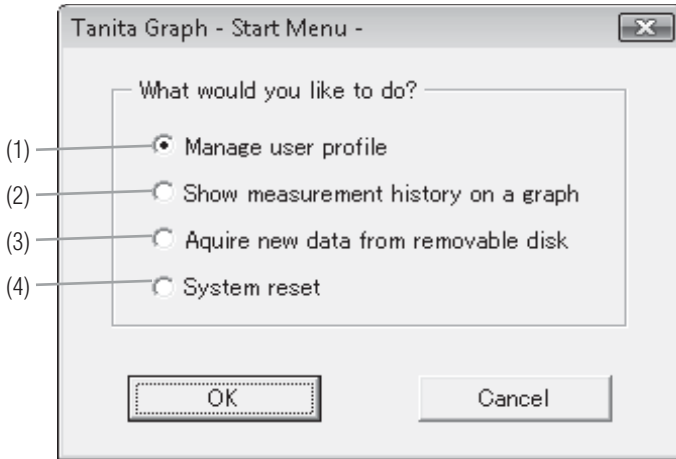 Tanita Graph - Start Menu -
What would you like to do?
(1) Manage user profile
(2) Show measurement history on a graph
(3) Aquire new data from removable disk
(4) System reset
OK Cancel